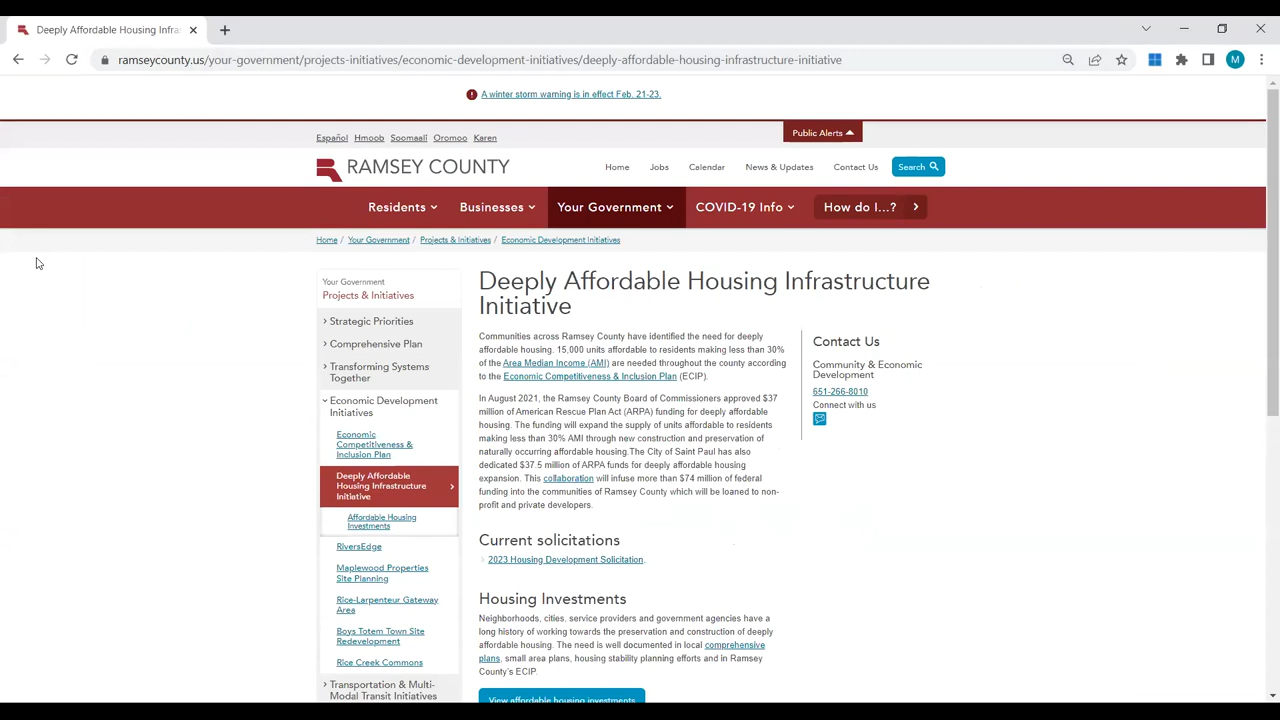 Deeply Affordable Housing Infras
ramseycounty.us/your-government/projects-initiatives/economic-development-initiatives/deeply-affordable-housing-infrastructure-initiative
M
A winter storm warning is in effect Feb. 21-23.
Español Hmoob Soomaali Oromoo Karen
Public Alerts
RAMSEY COUNTY
Home Jobs Calendar News & Updates Contact Us Search
Residents Businesses Your Government COVID-19 Info How do I...?
Home / Your Government / Projects & Initiatives / Economic Development Initiatives
Your Government
Projects & Initiatives
Strategic Priorities
Comprehensive Plan
Transforming Systems
Together
Economic Development
Initiatives
Economic
Competitiveness &
Inclusion Plan
Deeply Affordable
Housing Infrastructure
Initiative
Affordable Housing
Investments
RiversEdge
Maplewood Properties
Site Planning
Rice-Larpenteur Gateway
Area
Boys Totem Town Site
Redevelopment
Rice Creek Commons
Transportation & Multi-
Modal Transit Initiatives
Deeply Affordable Housing Infrastructure
Initiative
Communities across Ramsey County have identified the need for deeply
affordable housing. 15,000 units affordable to residents making less than 30%
of the Area Median Income (AMI) are needed throughout the county according
to the Economic Competitiveness & Inclusion Plan (ECIP).
In August 2021, the Ramsey County Board of Commissioners approved $37
million of American Rescue Plan Act (ARPA) funding for deeply affordable
housing. The funding will expand the supply of units affordable to residents
making less than 30% AMI through new construction and preservation of
naturally occurring affordable housing.The City of Saint Paul has also
dedicated $37.5 million of ARPA funds for deeply affordable housing
expansion. This collaboration will infuse more than $74 million of federal
funding into the communities of Ramsey County which will be loaned to non-
profit and private developers.
Current solicitations
2023 Housing Development Solicitation.
Housing Investments
Neighborhoods, cities, service providers and government agencies have a
long history of working towards the preservation and construction of deeply
affordable housing. The need is well documented in local comprehensive
plans, small area plans, housing stability planning efforts and in Ramsey
County's ECIP.
View affordable housing investments
Contact Us
Community & Economic
Development
651-266-8010
Connect with us